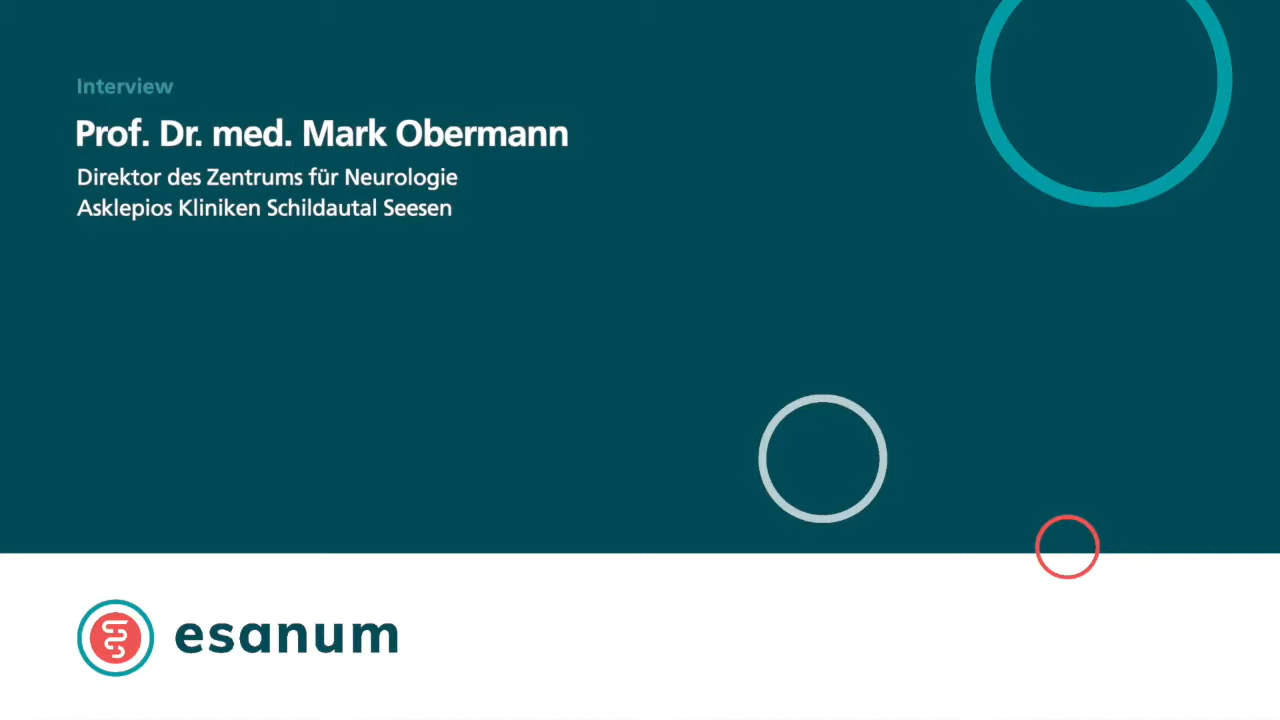 Interview
Prof. Dr. med. Mark Obermann
Direktor des Zentrums für Neurologie
Asklepios Kliniken Schildautal Seesen
esanum